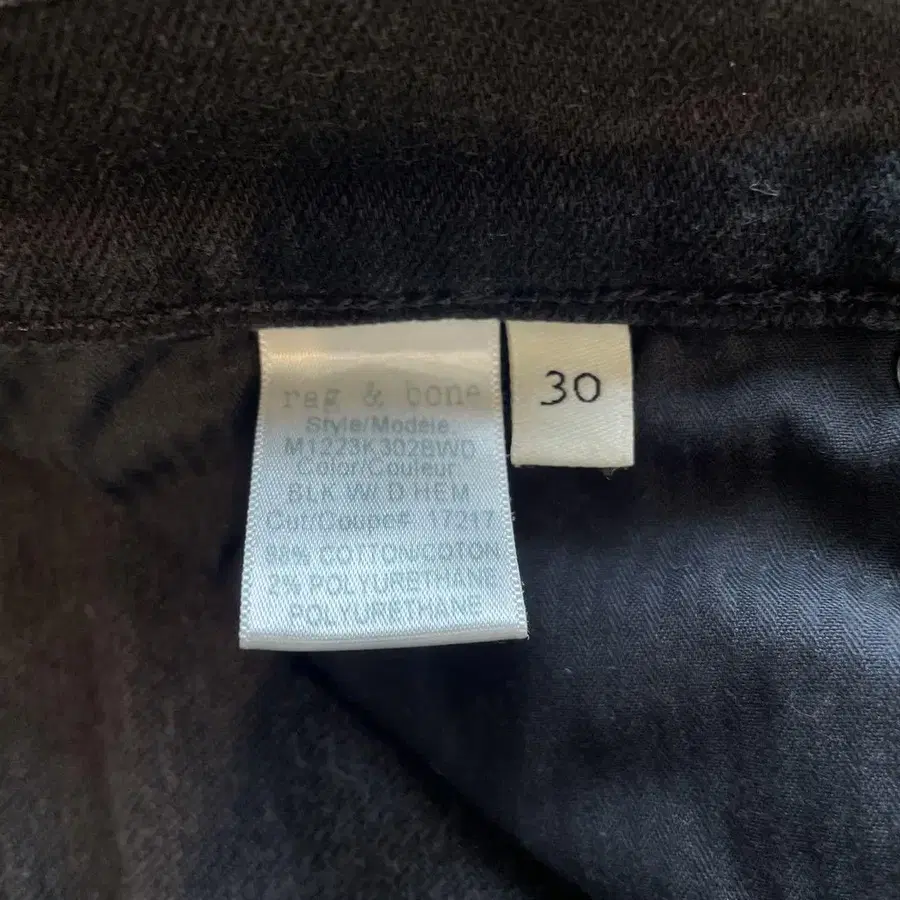 rag & bone
Style/Modele:
M1223K302BWD
Color/Couleur
BLK W/ D HEM
Cut/Coupe#: 17217
98% COTTON/COTON
2% POLYURETHANE
POLYURETHANE
30